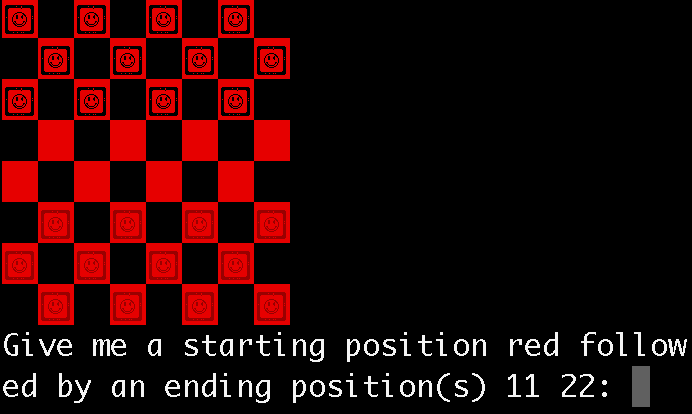 Give me a starting position red follow
ed by an ending position(s) 11 22: